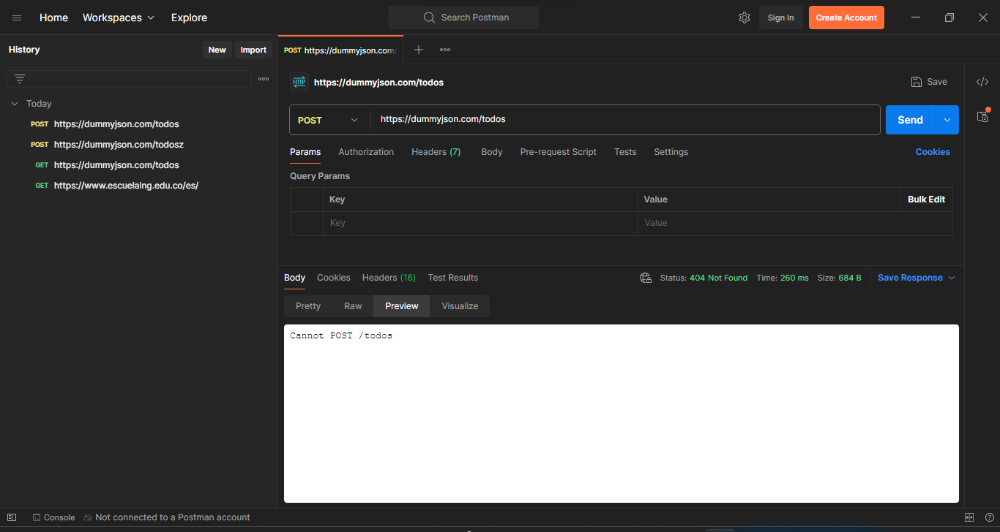 Home Workspaces Explore Search Postman Sign In Create Account
History New Import POST https://dummyjson.com/
HTTP https://dummyjson.com/todos Save
Today
POST https://dummyjson.com/todos
POST https://dummyjson.com/todosz
GET https://dummyjson.com/todos
GET https://www.escuelaing.edu.co/es/
POST https://dummyjson.com/todos Send
Params Authorization Headers (7) Body Pre-request Script Tests Settings Cookies
Query Params
Key Value Bulk Edit
Key Value
Body Cookies Headers (16) Test Results Status: 404 Not Found Time: 260 ms Size: 684 B Save Response
Pretty Raw Preview Visualize
Cannot POST /todos
Console Not connected to a Postman account